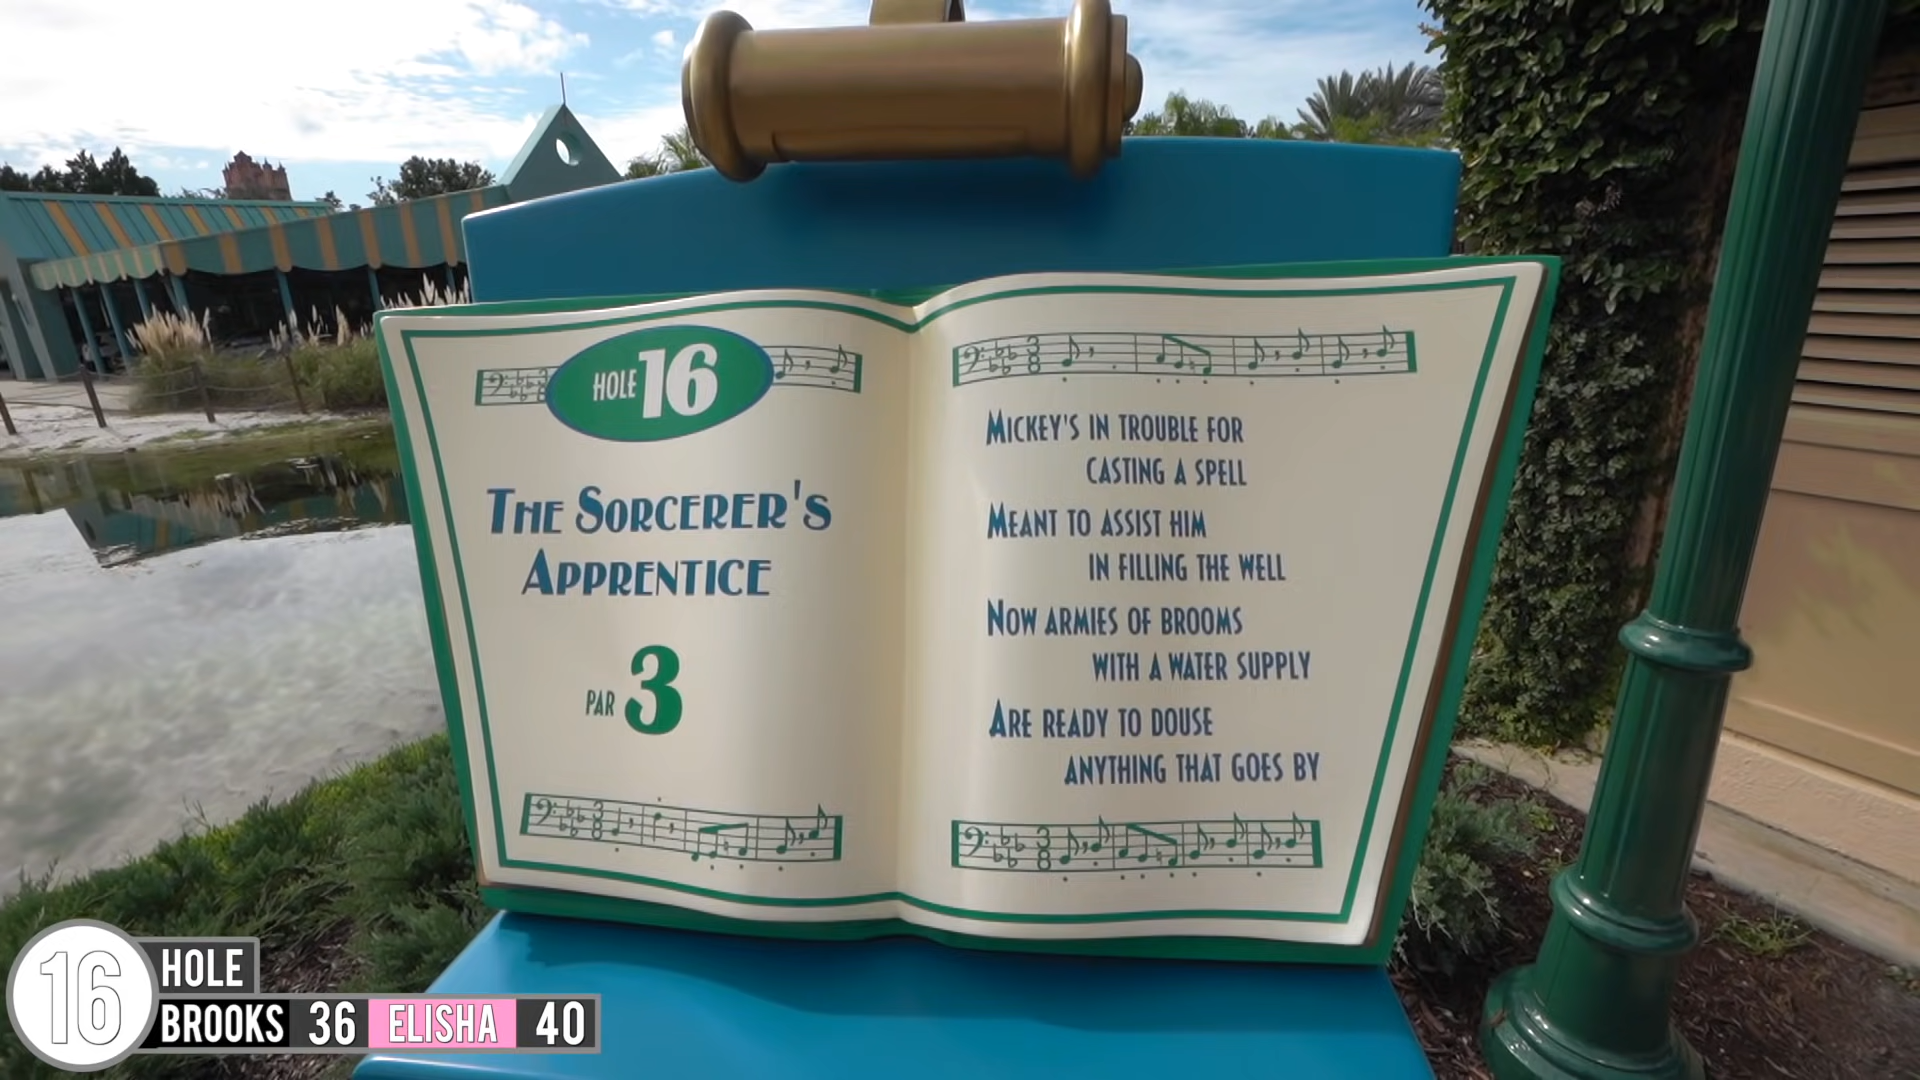 HOLE 16
THE SORCERER'S
APPRENTICE
PAR 3
MICKEY'S IN TROUBLE FOR
CASTING A SPELL
MEANT TO ASSIST HIM
IN FILLING THE WELL
NOW ARMIES OF BROOMS
WITH A WATER SUPPLY
ARE READY TO DOUSE
ANYTHING THAT GOES BY
16 HOLE
BROOKS 36 ELISHA 40